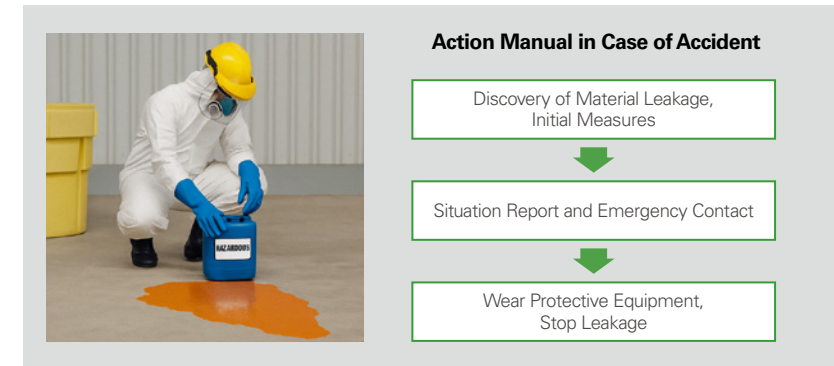 Action Manual in Case of Accident
Discovery of Material Leakage,
Initial Measures
Situation Report and Emergency Contact
Wear Protective Equipment,
Stop Leakage
HAZARDOUS